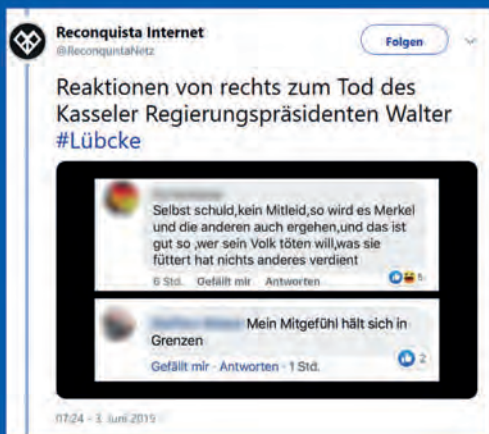 Reconquista Internet
@ReconquistaNetz
Folgen
Reaktionen von rechts zum Tod des
Kasseler Regierungspräsidenten Walter
#Lübcke
Selbst schuld,kein Mitleid,so wird es Merkel
und die anderen auch ergehen,und das ist
gut so ,wer sein Volk töten will,was sie
füttert hat nichts anderes verdient
6 Std. Gefällt mir Antworten 5
Mein Mitgefühl hält sich in
Grenzen
Gefällt mir · Antworten · 1 Std. 2
07:24 - 3. Juni 2019